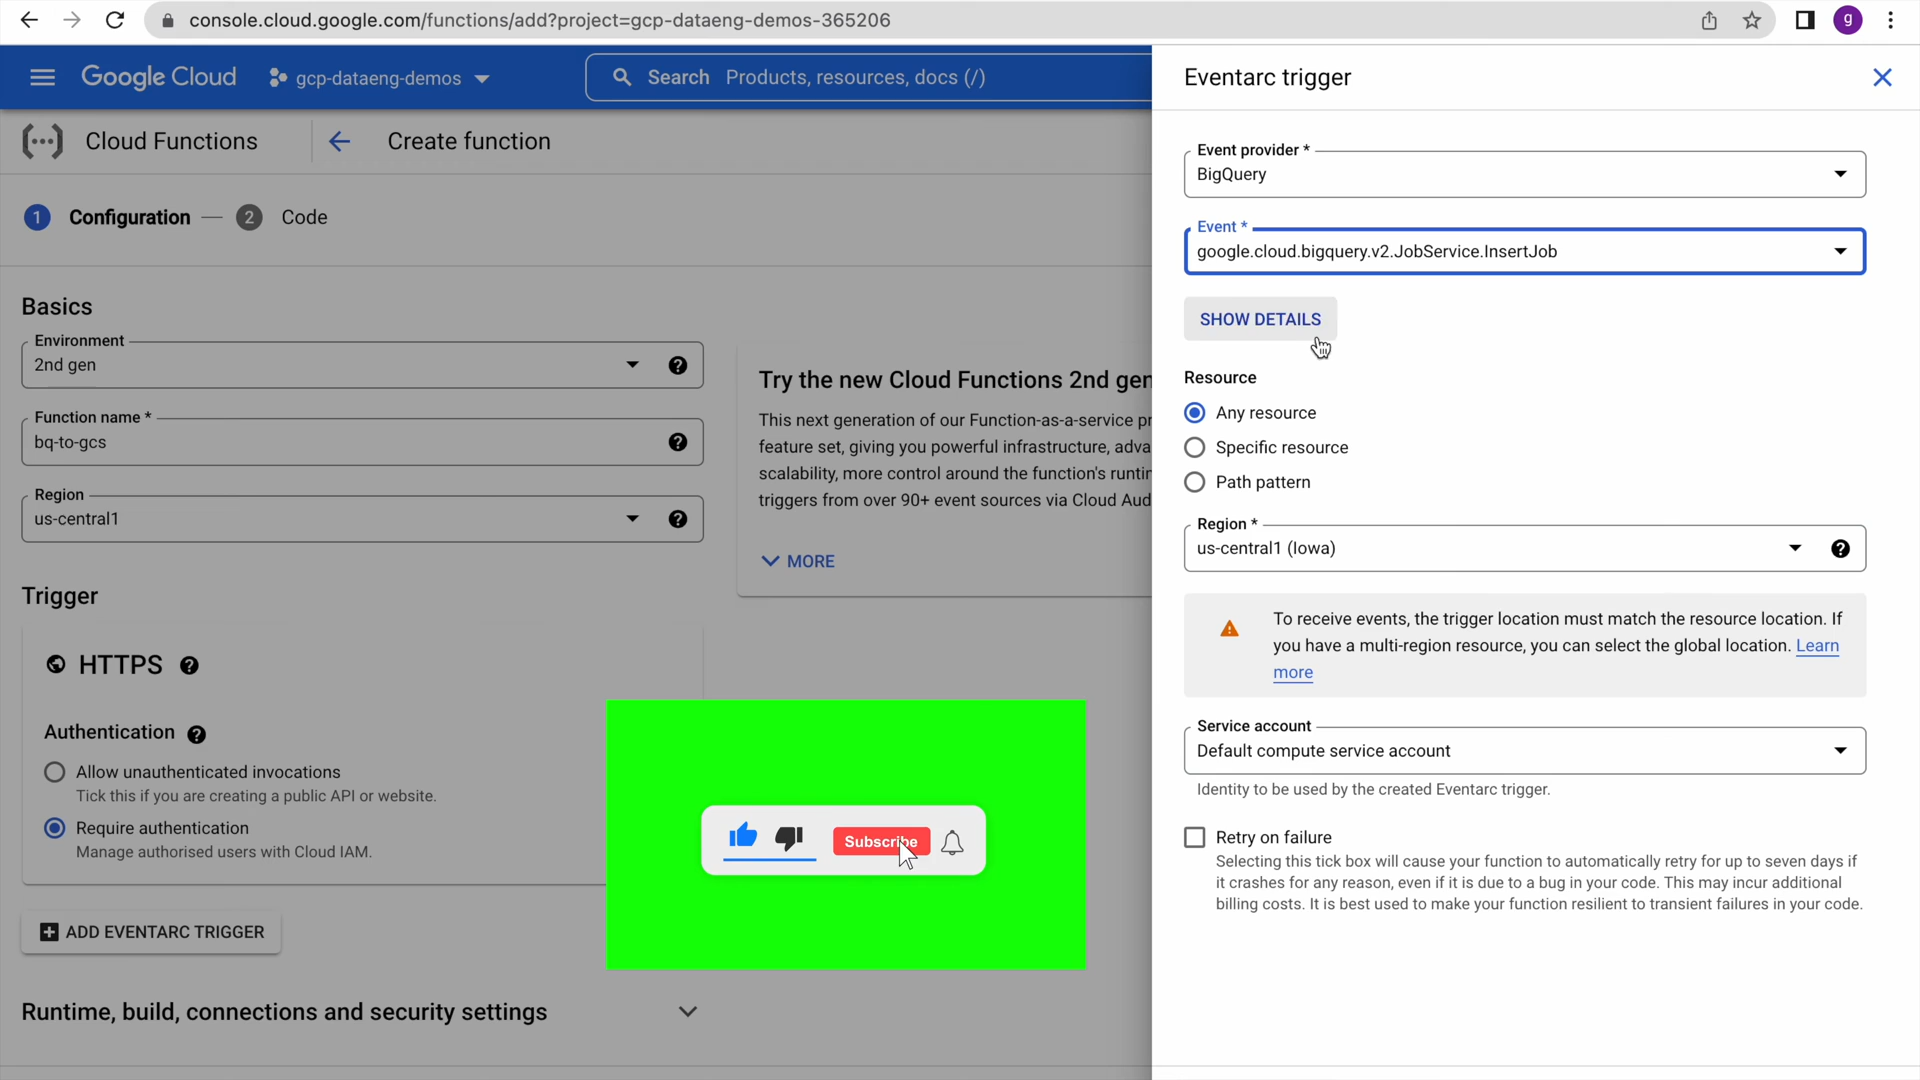 console.cloud.google.com/functions/add?project=gcp-dataeng-demos-365206
g
Google Cloud
gcp-dataeng-demos
Search Products, resources, docs (/)
Cloud Functions
Create function
1 Configuration — 2 Code
Basics
Environment
2nd gen
Function name *
bq-to-gcs
Region
us-central1
Try the new Cloud Functions 2nd gen
This next generation of our Function-as-a-service pr
feature set, giving you powerful infrastructure, adva
scalability, more control around the function's runtin
triggers from over 90+ event sources via Cloud Aud
MORE
Trigger
HTTPS
Authentication
Allow unauthenticated invocations
Tick this if you are creating a public API or website.
Require authentication
Manage authorised users with Cloud IAM.
ADD EVENTARC TRIGGER
Runtime, build, connections and security settings
Subscribe
Eventarc trigger
Event provider *
BigQuery
Event *
google.cloud.bigquery.v2.JobService.InsertJob
SHOW DETAILS
Resource
Any resource
Specific resource
Path pattern
Region *
us-central1 (Iowa)
To receive events, the trigger location must match the resource location. If
you have a multi-region resource, you can select the global location. Learn
more
Service account
Default compute service account
Identity to be used by the created Eventarc trigger.
Retry on failure
Selecting this tick box will cause your function to automatically retry for up to seven days if
it crashes for any reason, even if it is due to a bug in your code. This may incur additional
billing costs. It is best used to make your function resilient to transient failures in your code.